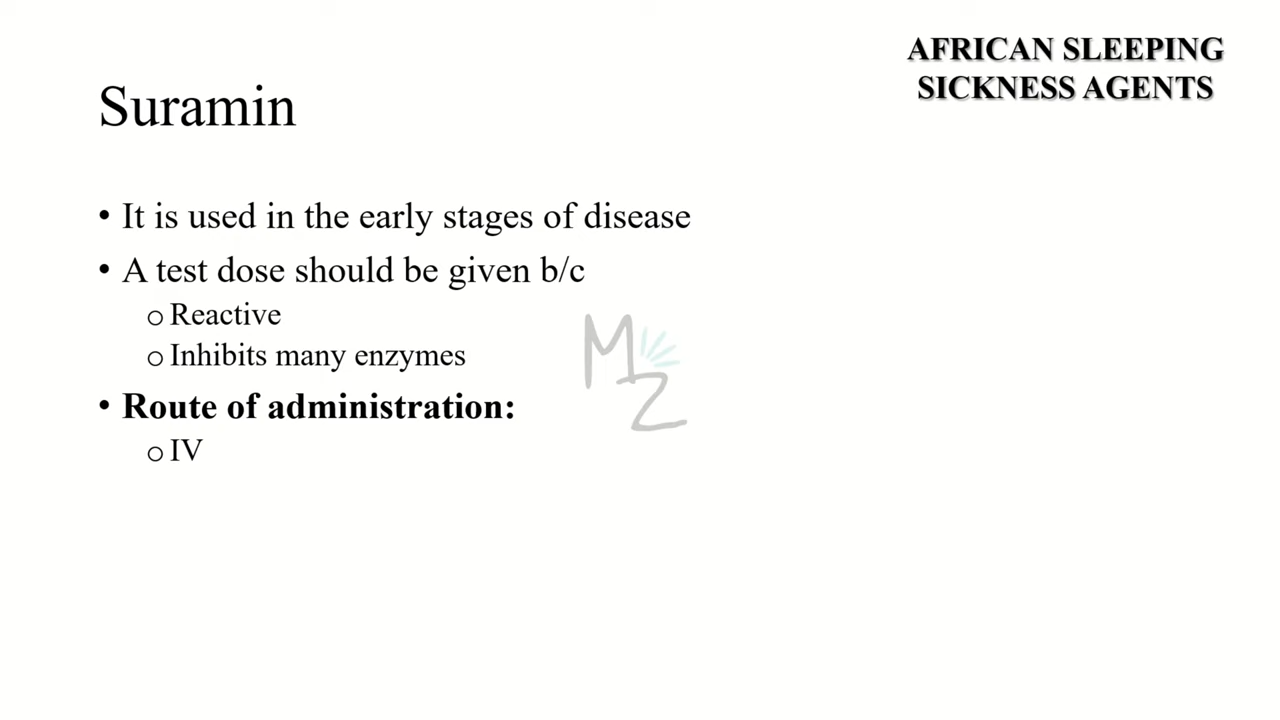 AFRICAN SLEEPING
SICKNESS AGENTS
Suramin
• It is used in the early stages of disease
• A test dose should be given b/c
o Reactive
o Inhibits many enzymes
• Route of administration:
o IV
MZ